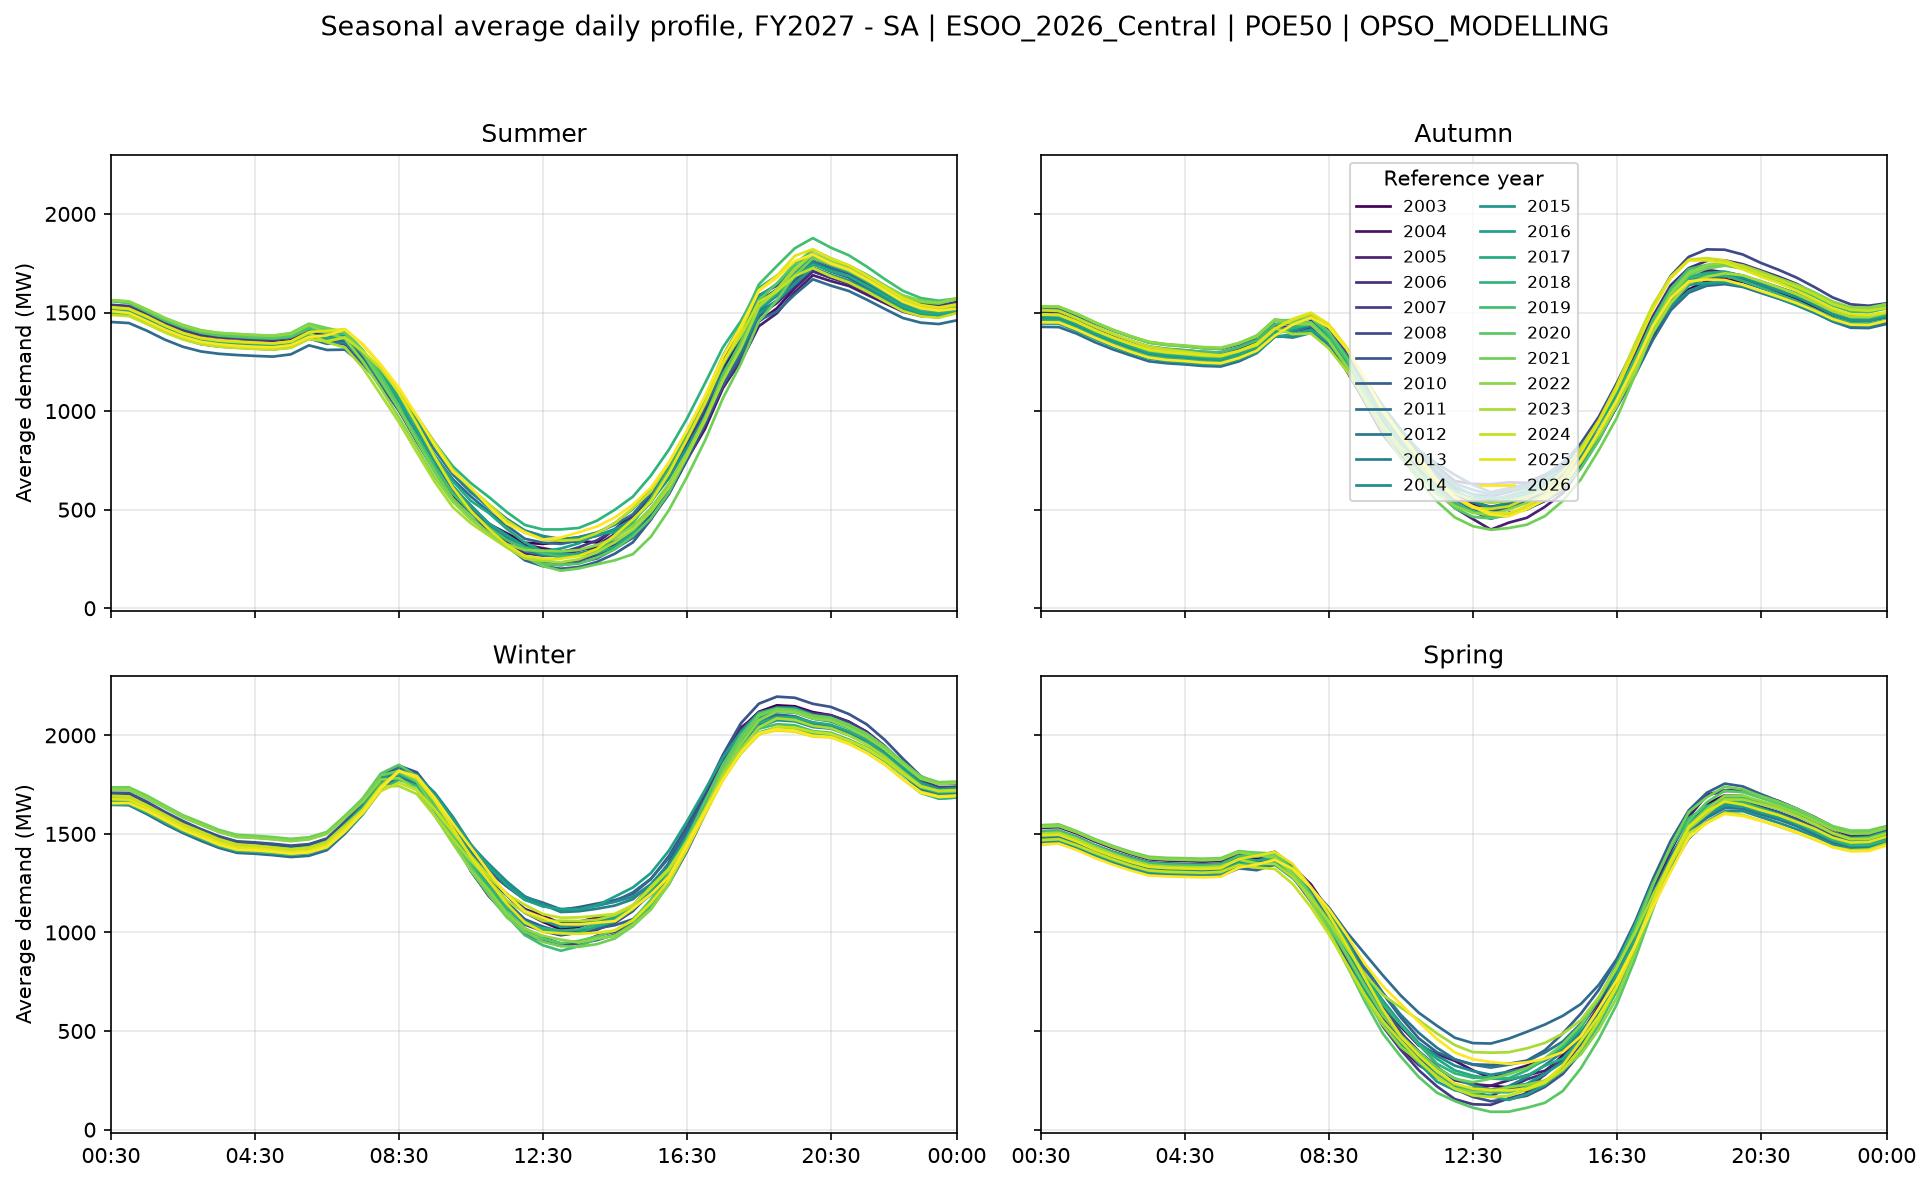 Seasonal average daily profile, FY2027 - SA | ESOO_2026_Central | POE50 | OPSO_MODELLING
Summer
Average demand (MW)
2000
1500
1000
500
0
Autumn
Reference year
2003 2015
2004 2016
2005 2017
2006 2018
2007 2019
2008 2020
2009 2021
2010 2022
2011 2023
2012 2024
2013 2025
2014 2026
Winter
Average demand (MW)
2000
1500
1000
500
0
00:30 04:30 08:30 12:30 16:30 20:30 00:00
Spring
00:30 04:30 08:30 12:30 16:30 20:30 00:00